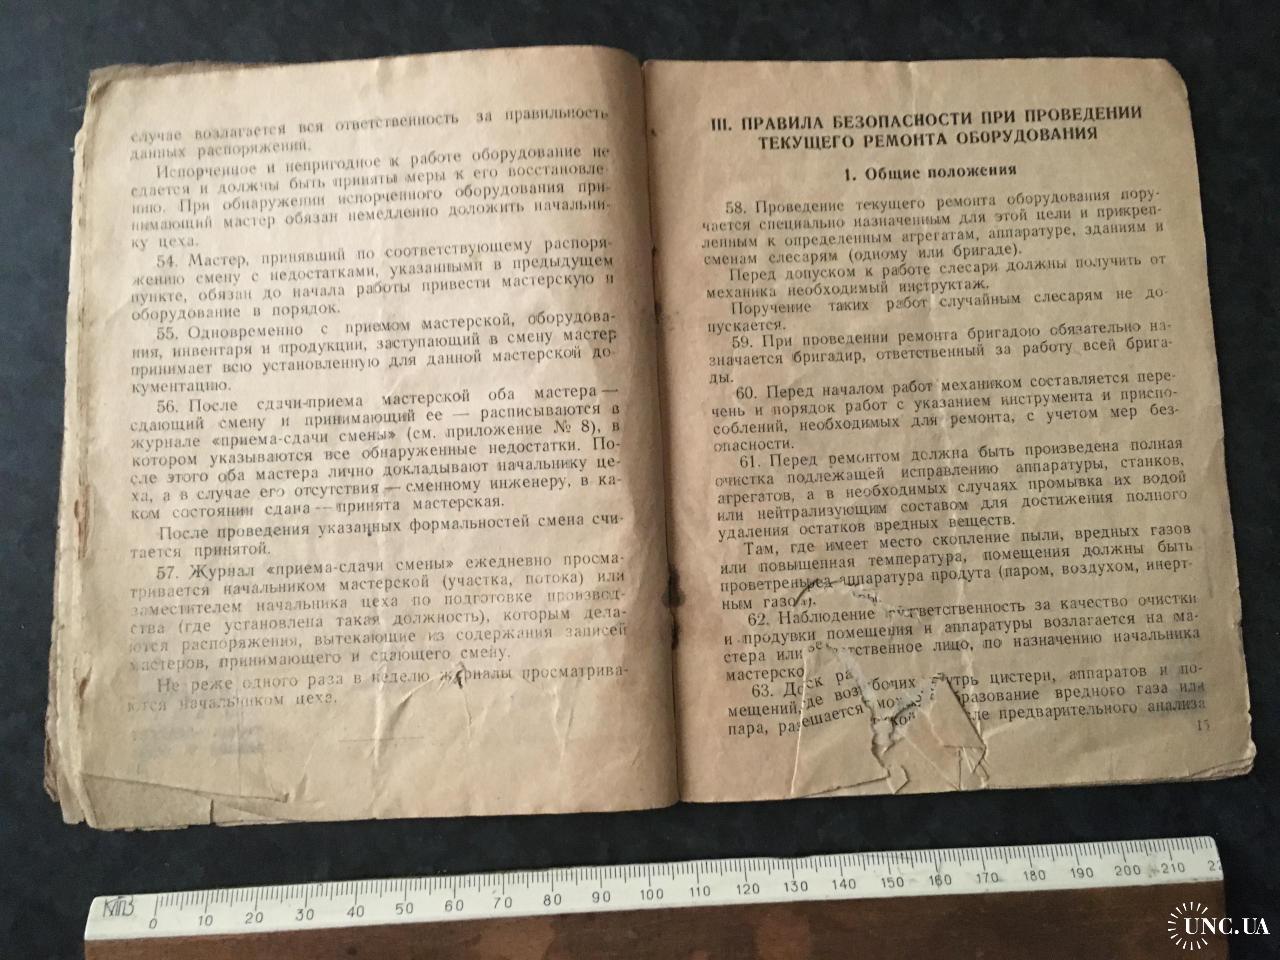 случае возлагается вся ответственность за правильность
данных распоряжений.
Испорченное и непригодное к работе оборудование не
сдается и должны быть приняты меры к его восстановле-
нию. При обнаружении испорченного оборудования при-
нимающий мастер обязан немедленно доложить начальни-
ку цеха.
54. Мастер, принявший по соответствующему распоря-
жению смену с недостатками, указанными в предыдущем
пункте, обязан до начала работы привести мастерскую и
оборудование в порядок.
55. Одновременно с приемом мастерской, оборудова-
ния, инвентаря и продукции, заступающий в смену мастер
принимает всю установленную для данной мастерской до-
кументацию.
56. После сдачи-приема мастерской оба мастера —
сдающий смену и принимающий ее — расписываются в
журнале «приема-сдачи смены» (см. приложение № 8), в
котором указываются все обнаруженные недостатки. По-
сле этого оба мастера лично докладывают начальнику це-
ха, а в случае его отсутствия — сменному инженеру, в ка-
ком состоянии сдана — принята мастерская.
После проведения указанных формальностей смена счи-
тается принятой.
57. Журнал «приема-сдачи смены» ежедневно просма-
тривается начальником мастерской (участка, потока) или
заместителем начальника цеха по подготовке производ-
ства (где установлена такая должность), которым дела-
ются распоряжения, вытекающие из содержания записей
мастеров, принимающего и сдающего смену.
Не реже одного раза в неделю журналы просматрива-
ются начальником цеха.
III. ПРАВИЛА БЕЗОПАСНОСТИ ПРИ ПРОВЕДЕНИИ
ТЕКУЩЕГО РЕМОНТА ОБОРУДОВАНИЯ
1. Общие положения
58. Проведение текущего ремонта оборудования пору-
чается специально назначенным для этой цели и прикреп-
ленным к определенным агрегатам, аппаратуре, зданиям и
сменам слесарям (одному или бригаде).
Перед допуском к работе слесари должны получить от
механика необходимый инструктаж.
Поручение таких работ случайным слесарям не до-
пускается.
59. При проведении ремонта бригадою обязательно на-
значается бригадир, ответственный за работу всей брига-
ды.
60. Перед началом работ механиком составляется пере-
чень и порядок работ с указанием инструмента и приспо-
соблений, необходимых для ремонта, с учетом мер без-
опасности.
61. Перед ремонтом должна быть произведена полная
очистка подлежащей исправлению аппаратуры, станков,
агрегатов, а в необходимых случаях промывка их водой
или нейтрализующим составом для достижения полного
удаления остатков вредных веществ.
Там, где имеет место скопление пыли, вредных газов
или повышенная температура, помещения должны быть
проветрены, аппаратура продута (паром, воздухом, инерт-
ным газом).
62. Наблюдение ответственность за качество очистки
и продувки помещения и аппаратуры возлагается на ма-
стера или ответственное лицо, по назначению начальника
мастерско
63. цистерн, аппаратов и по-
мещений, где образование вредного газа или
пара, предварительного анализа
15
МПЗ
0 10 20 30 40 50 60 70 80 90 100 110 120 130 140 150 160 170 180 190 200 210 22
UNC.UA